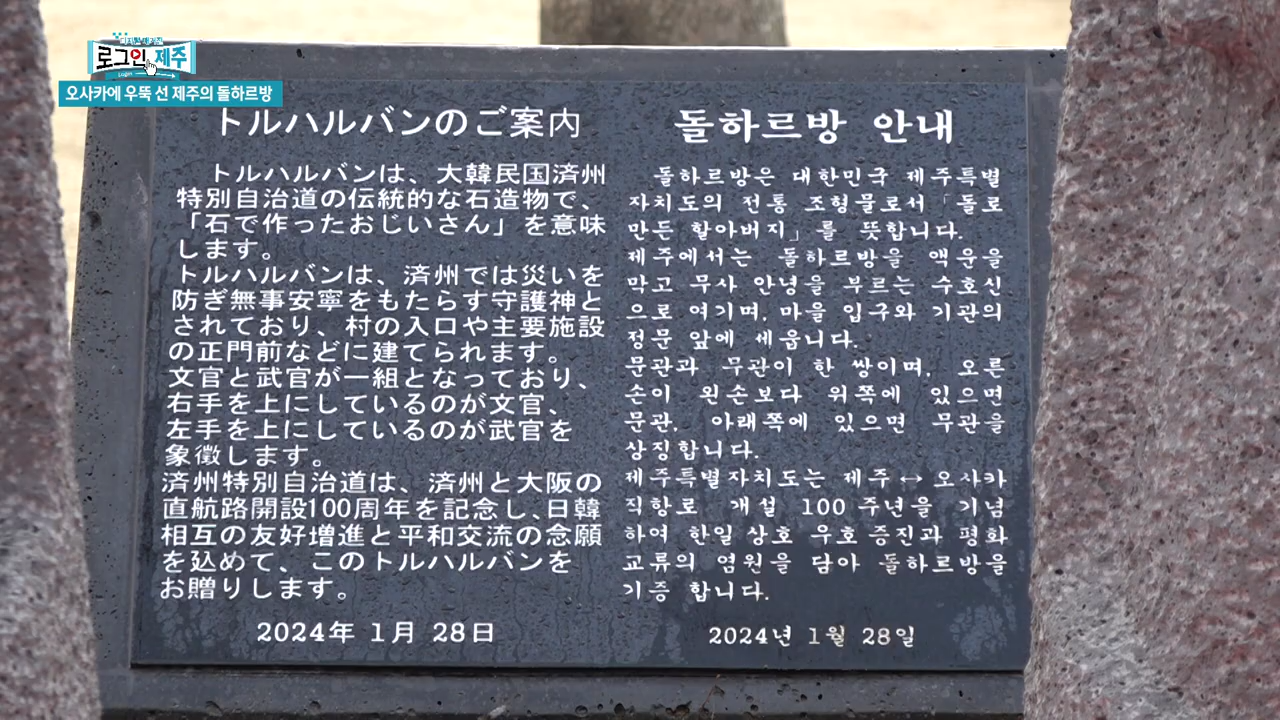 로그인 제주
오사카에 우뚝 선 제주의 돌하르방
トルハルバンのご案内
トルハルバンは、大韓民国済州
特別自治道の伝統的な石造物で、
「石で作ったおじいさん」を意味
します。
トルハルバンは、済州では災いを
防ぎ無事安寧をもたらす守護神と
されており、村の入口や主要施設
の正門前などに建てられます。
文官と武官が一組となっており、
右手を上にしているのが文官、
左手を上にしているのが武官を
象徴します。
済州特別自治道は、済州と大阪の
直航路開設100周年を記念し、日韓
相互の友好増進と平和交流の念願
を込めて、このトルハルバンを
お贈りします。
2024年 1月 28日
돌하르방 안내
돌하르방은 대한민국 제주특별
자치도의 전통 조형물로서「돌로
만든 할아버지」를 뜻합니다.
제주에서는 돌하르방을 액운을
막고 무사 안녕을 부르는 수호신
으로 여기며, 마을 입구와 기관의
정문 앞에 세웁니다.
문관과 무관이 한 쌍이며, 오른
손이 왼손보다 위쪽에 있으면
문관, 아래쪽에 있으면 무관을
상징합니다.
제주특별자치도는 제주↔오사카
직항로 개설 100주년을 기념
하여 한일 상호 우호 증진과 평화
교류의 염원을 담아 돌하르방을
기증 합니다.
2024년 1월 28일